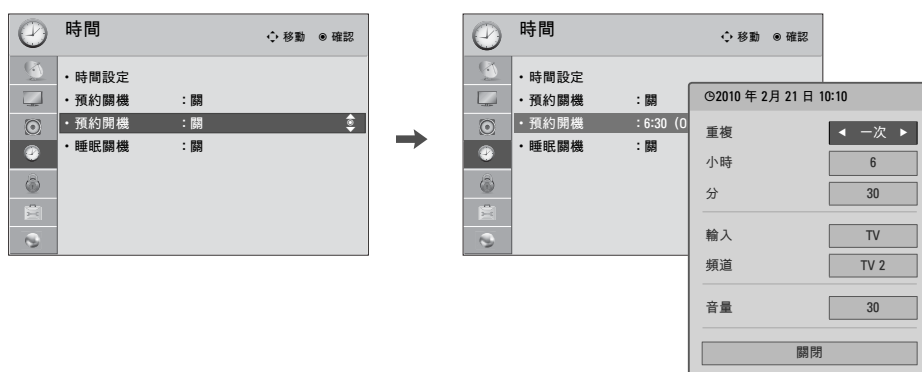 時間
移動 確認
・時間設定
・預約關機 ：關
・預約開機 ：關
・睡眠關機 ：關
時間
移動 確認
・時間設定
・預約關機 ：關
・預約開機 ：6:30 (O
・睡眠關機 ：關
2010 年 2月 21 日 10:10
重複 ◀ 一次 ▶
小時 6
分 30
輸入 TV
頻道 TV 2
音量 30
關閉